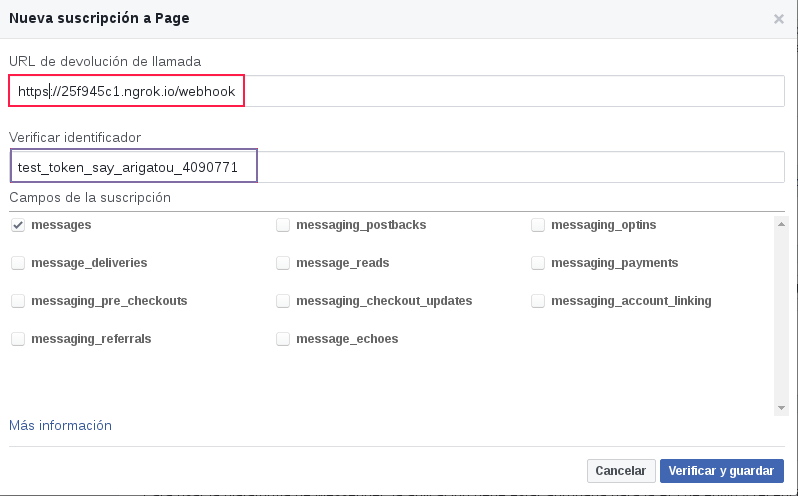 Nueva suscripción a Page
URL de devolución de llamada
https://25f945c1.ngrok.io/webhook
Verificar identificador
test_token_say_arigatou_4090771
Campos de la suscripción
messages messaging_postbacks messaging_optins
message_deliveries message_reads messaging_payments
messaging_pre_checkouts messaging_checkout_updates messaging_account_linking
messaging_referrals message_echoes
Más información
Cancelar Verificar y guardar